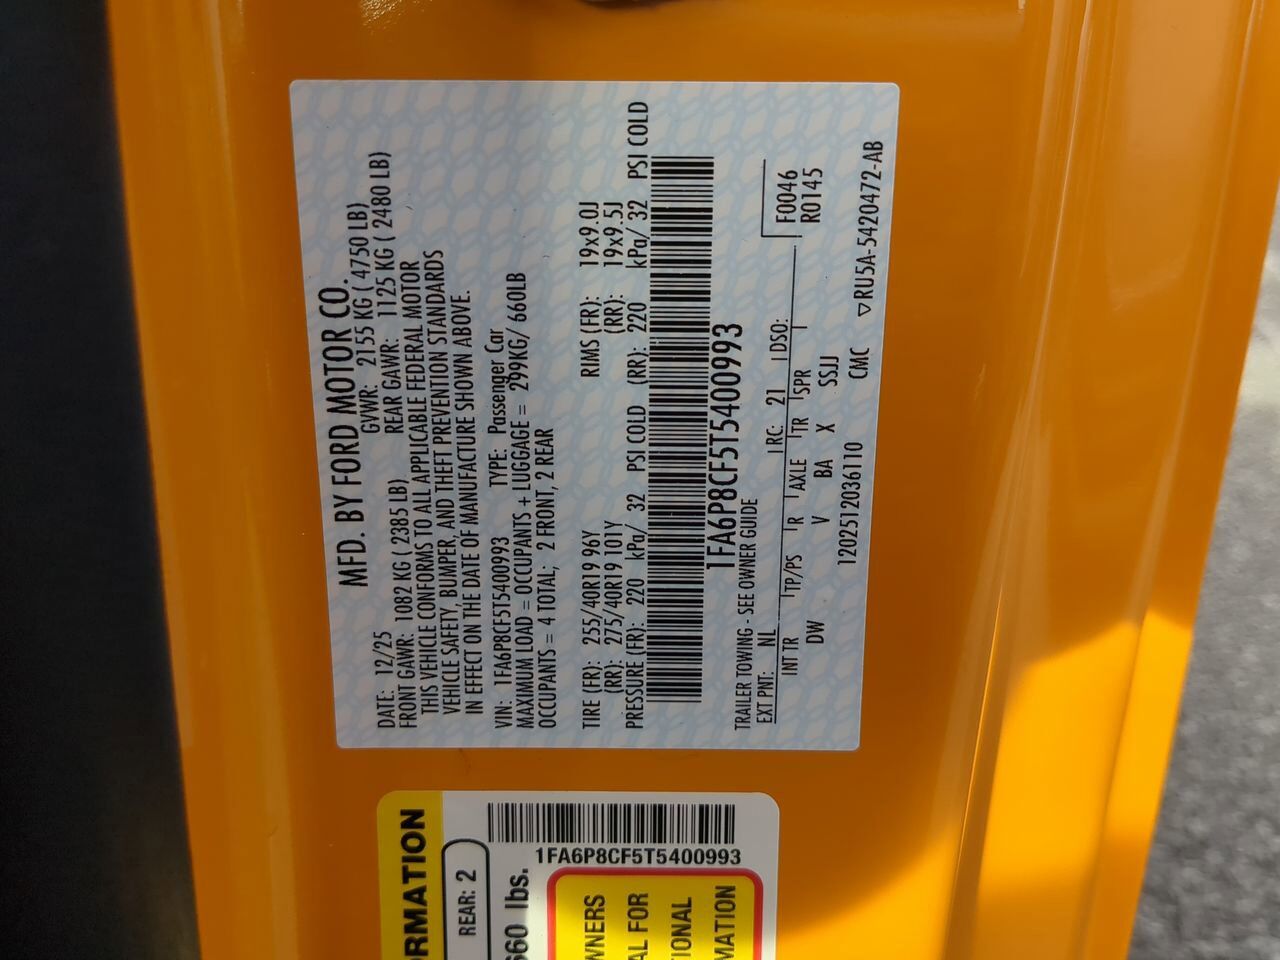 MFD. BY FORD MOTOR CO.
DATE: 12/25 GVWR: 2155 KG ( 4750 LB)
FRONT GAWR: 1082 KG ( 2385 LB) REAR GAWR: 1125 KG ( 2480 LB)
THIS VEHICLE CONFORMS TO ALL APPLICABLE FEDERAL MOTOR
VEHICLE SAFETY, BUMPER, AND THEFT PREVENTION STANDARDS
IN EFFECT ON THE DATE OF MANUFACTURE SHOWN ABOVE.
VIN: 1FA6P8CF5T5400993 TYPE: Passenger Car
MAXIMUM LOAD = OCCUPANTS + LUGGAGE = 299KG/ 660LB
OCCUPANTS = 4 TOTAL; 2 FRONT, 2 REAR
TIRE (FR): 255/40R19 96Y RIMS (FR): 19x9.0J
(RR): 275/40R19 101Y (RR): 19x9.5J
PRESSURE (FR): 220 kPa/ 32 PSI COLD (RR): 220 kPa/ 32 PSI COLD
1FA6P8CF5T5400993
TRAILER TOWING - SEE OWNER GUIDE
EXT PNT: NL RC: 21 DSO: F0046
INT TR TP/PS R AXLE TR SPR R0145
DW V BA X SSJJ
1202512036110 CMC ▽RU5A-5420472-AB
RMATION
REAR: 2
660 lbs.
1FA6P8CF5T5400993
WNERS
AL FOR
TIONAL
MATION